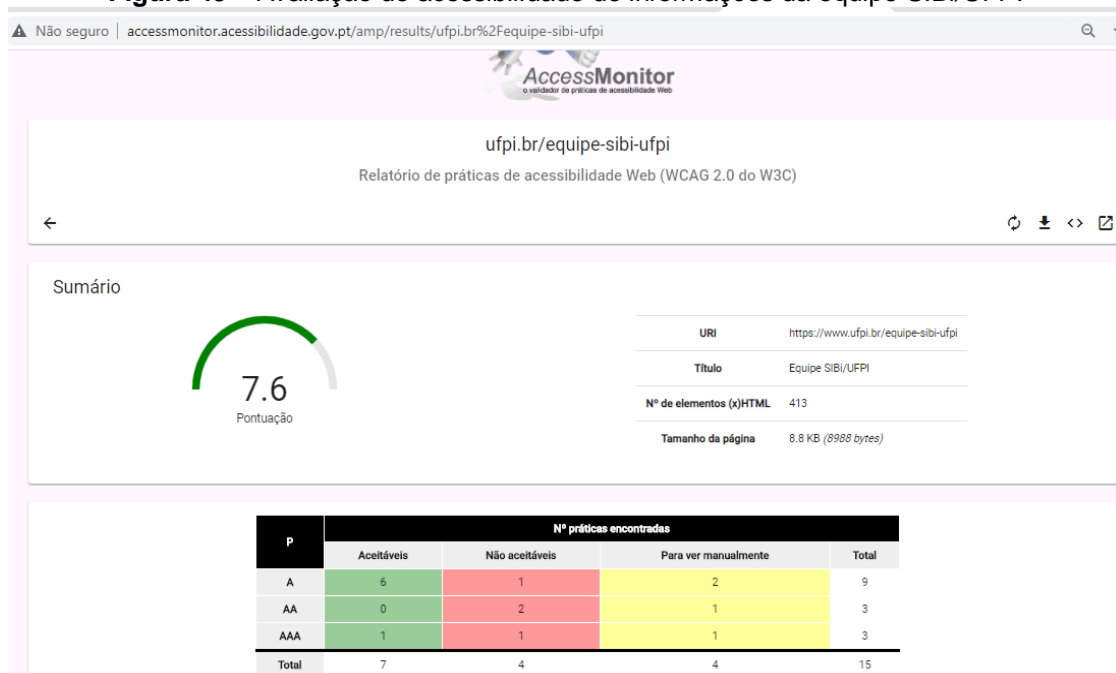 Não seguro accessmonitor.acessibilidade.gov.pt/amp/results/ufpi.br%2Fequipe-sibi-ufpi
AccessMonitor
o validador de práticas de acessibilidade Web
ufpi.br/equipe-sibi-ufpi
Relatório de práticas de acessibilidade Web (WCAG 2.0 do W3C)
Sumário
7.6
Pontuação
URI https://www.ufpi.br/equipe-sibi-ufpi
Título Equipe SIBi/UFPI
Nº de elementos (x)HTML 413
Tamanho da página 8.8 KB (8988 bytes)
P Nº práticas encontradas
Aceitáveis Não aceitáveis Para ver manualmente Total
A 6 1 2 9
AA 0 2 1 3
AAA 1 1 1 3
Total 7 4 4 15